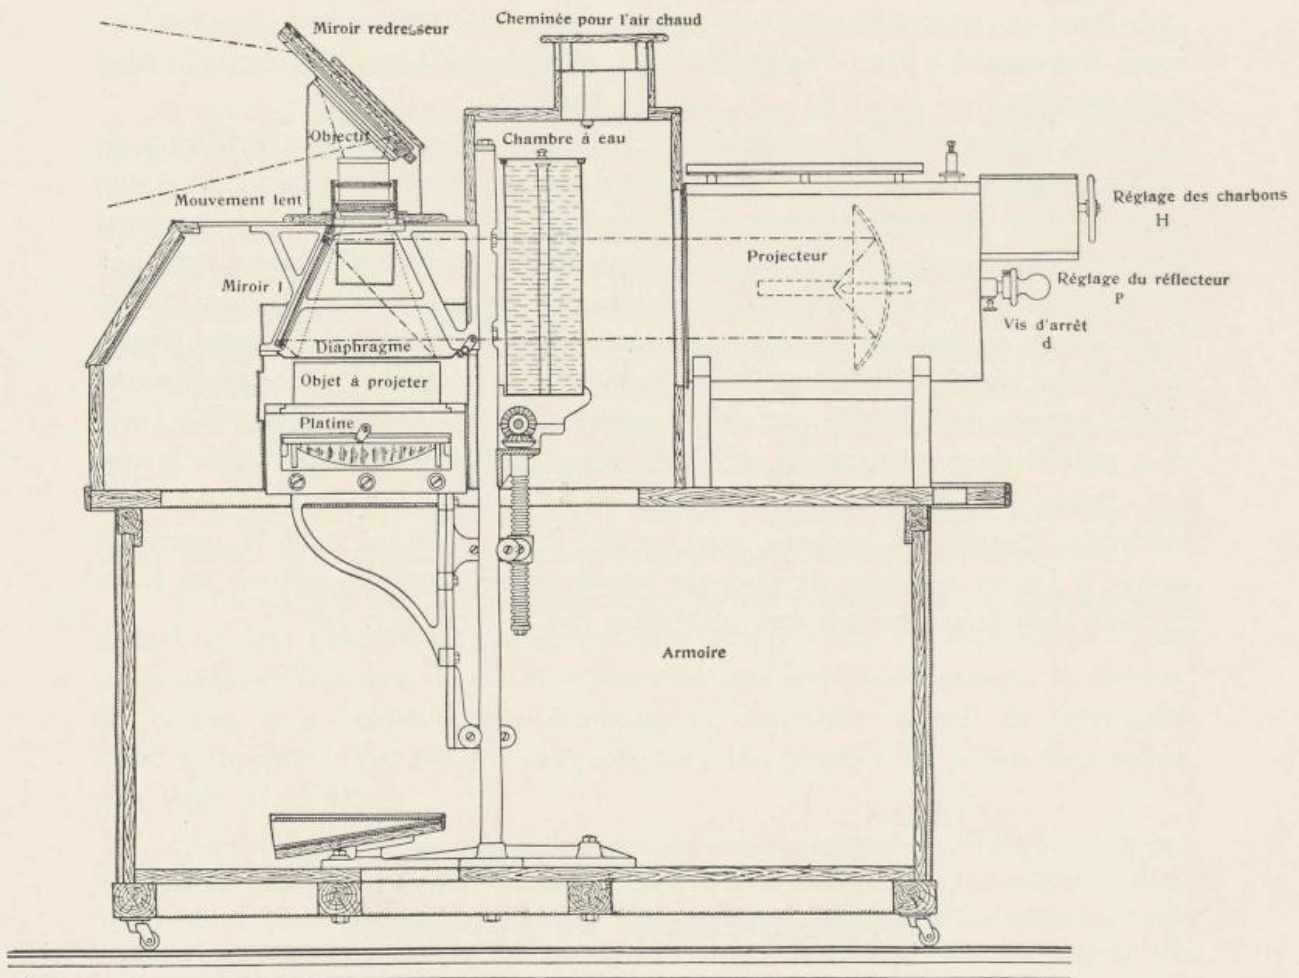 Cheminée pour l'air chaud
Miroir redresseur
Objectif
Chambre à eau
Mouvement lent
Réglage des charbons
H
Projecteur
Miroir 1
Réglage du réflecteur
P
Vis d'arrêt
d
Diaphragme
Objet à projeter
Platine
Armoire